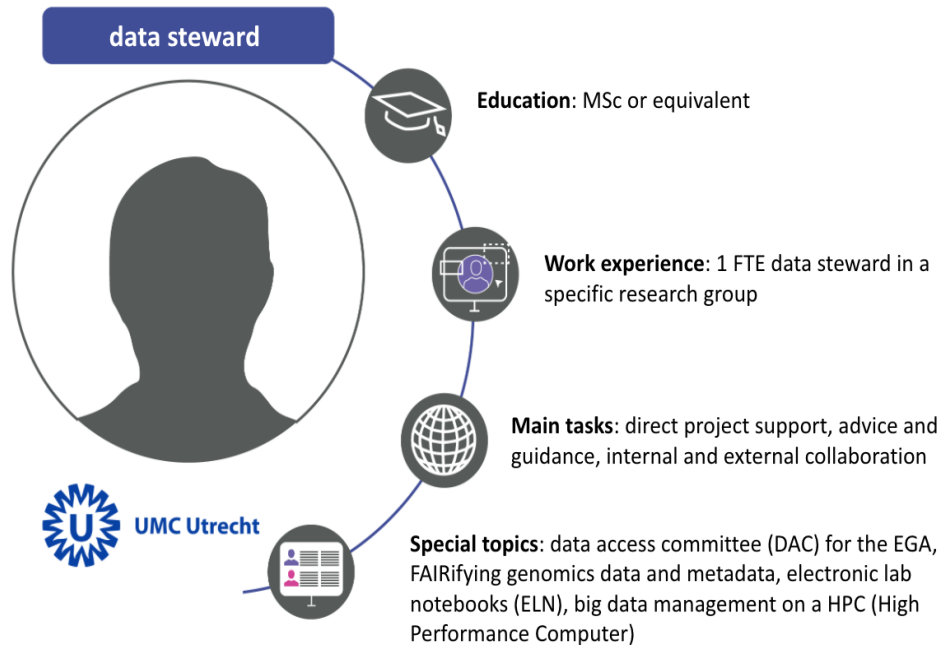 data steward
Education: MSc or equivalent
Work experience: 1 FTE data steward in a
specific research group
Main tasks: direct project support, advice and
guidance, internal and external collaboration
U
UMC Utrecht
Special topics: data access committee (DAC) for the EGA,
FAIRifying genomics data and metadata, electronic lab
notebooks (ELN), big data management on a HPC (High
Performance Computer)